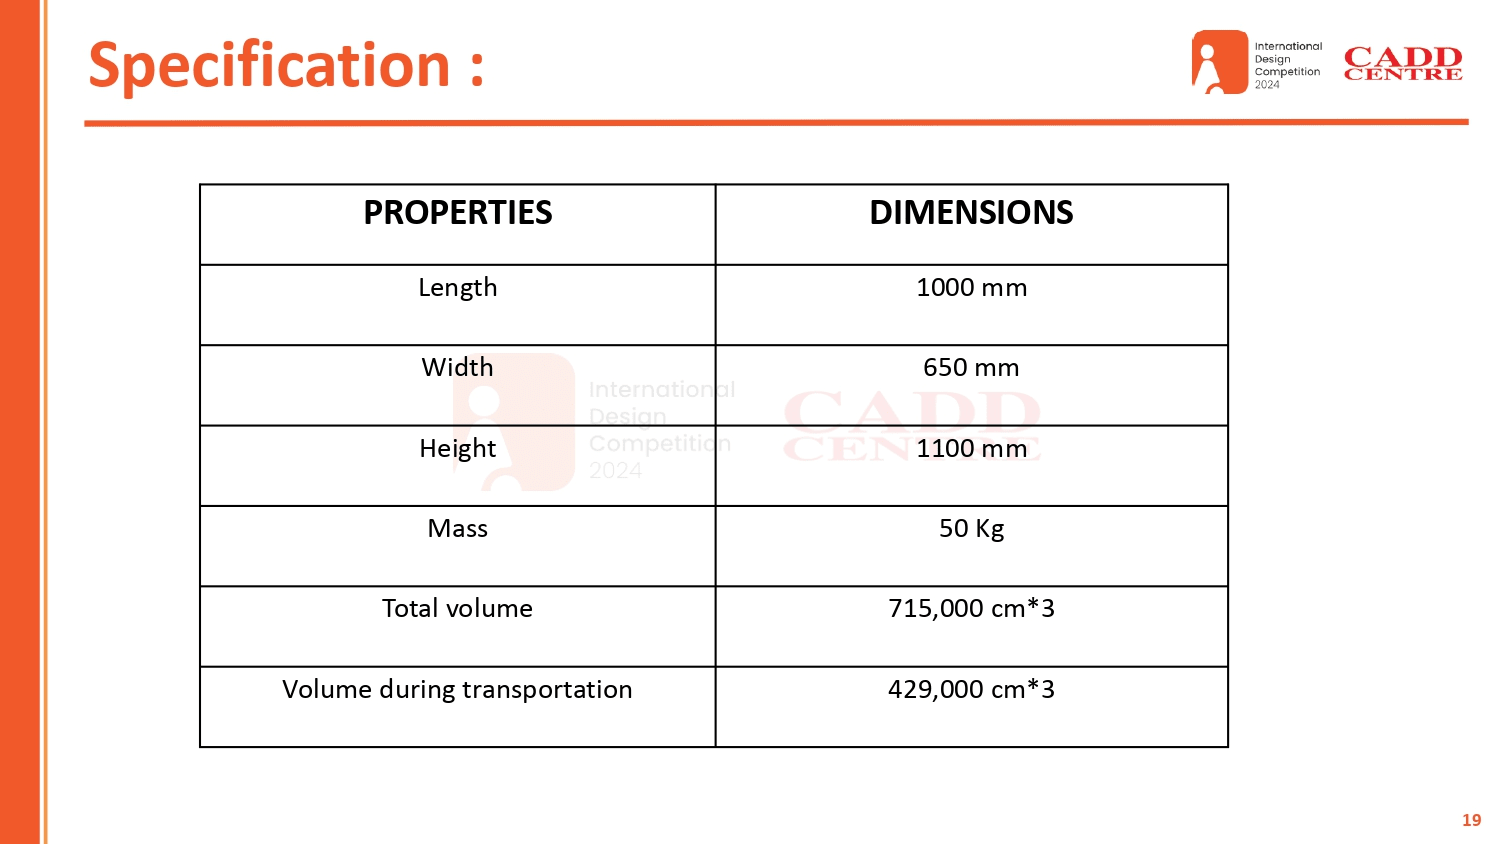 Specification :
International
Design
Competition
2024
CADD
CENTRE
PROPERTIES DIMENSIONS
Length 1000 mm
Width 650 mm
International
Design
Competition
2024
CADD
CENTRE
Height 1100 mm
Mass 50 Kg
Total volume 715,000 cm*3
Volume during transportation 429,000 cm*3
19